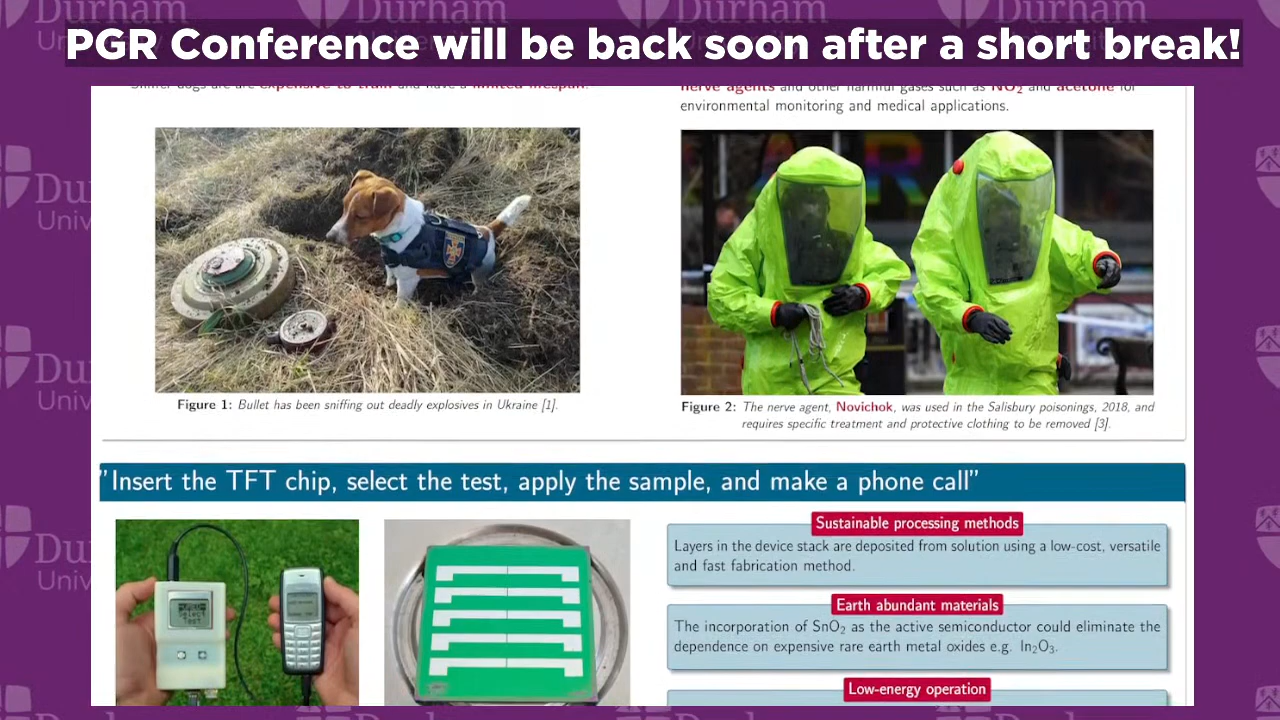 PGR Conference will be back soon after a short break!
Sniffer dogs are are expensive to train and have a limited lifespan.
nerve agents and other harmful gases such as NO2 and acetone for
environmental monitoring and medical applications.
Figure 1: Bullet has been sniffing out deadly explosives in Ukraine [1].
Figure 2: The nerve agent, Novichok, was used in the Salisbury poisonings, 2018, and
requires specific treatment and protective clothing to be removed [3].
"Insert the TFT chip, select the test, apply the sample, and make a phone call"
Sustainable processing methods
Layers in the device stack are deposited from solution using a low-cost, versatile
and fast fabrication method.
Earth abundant materials
The incorporation of SnO2 as the active semiconductor could eliminate the
dependence on expensive rare earth metal oxides e.g. In2O3.
Low-energy operation
Durham
University